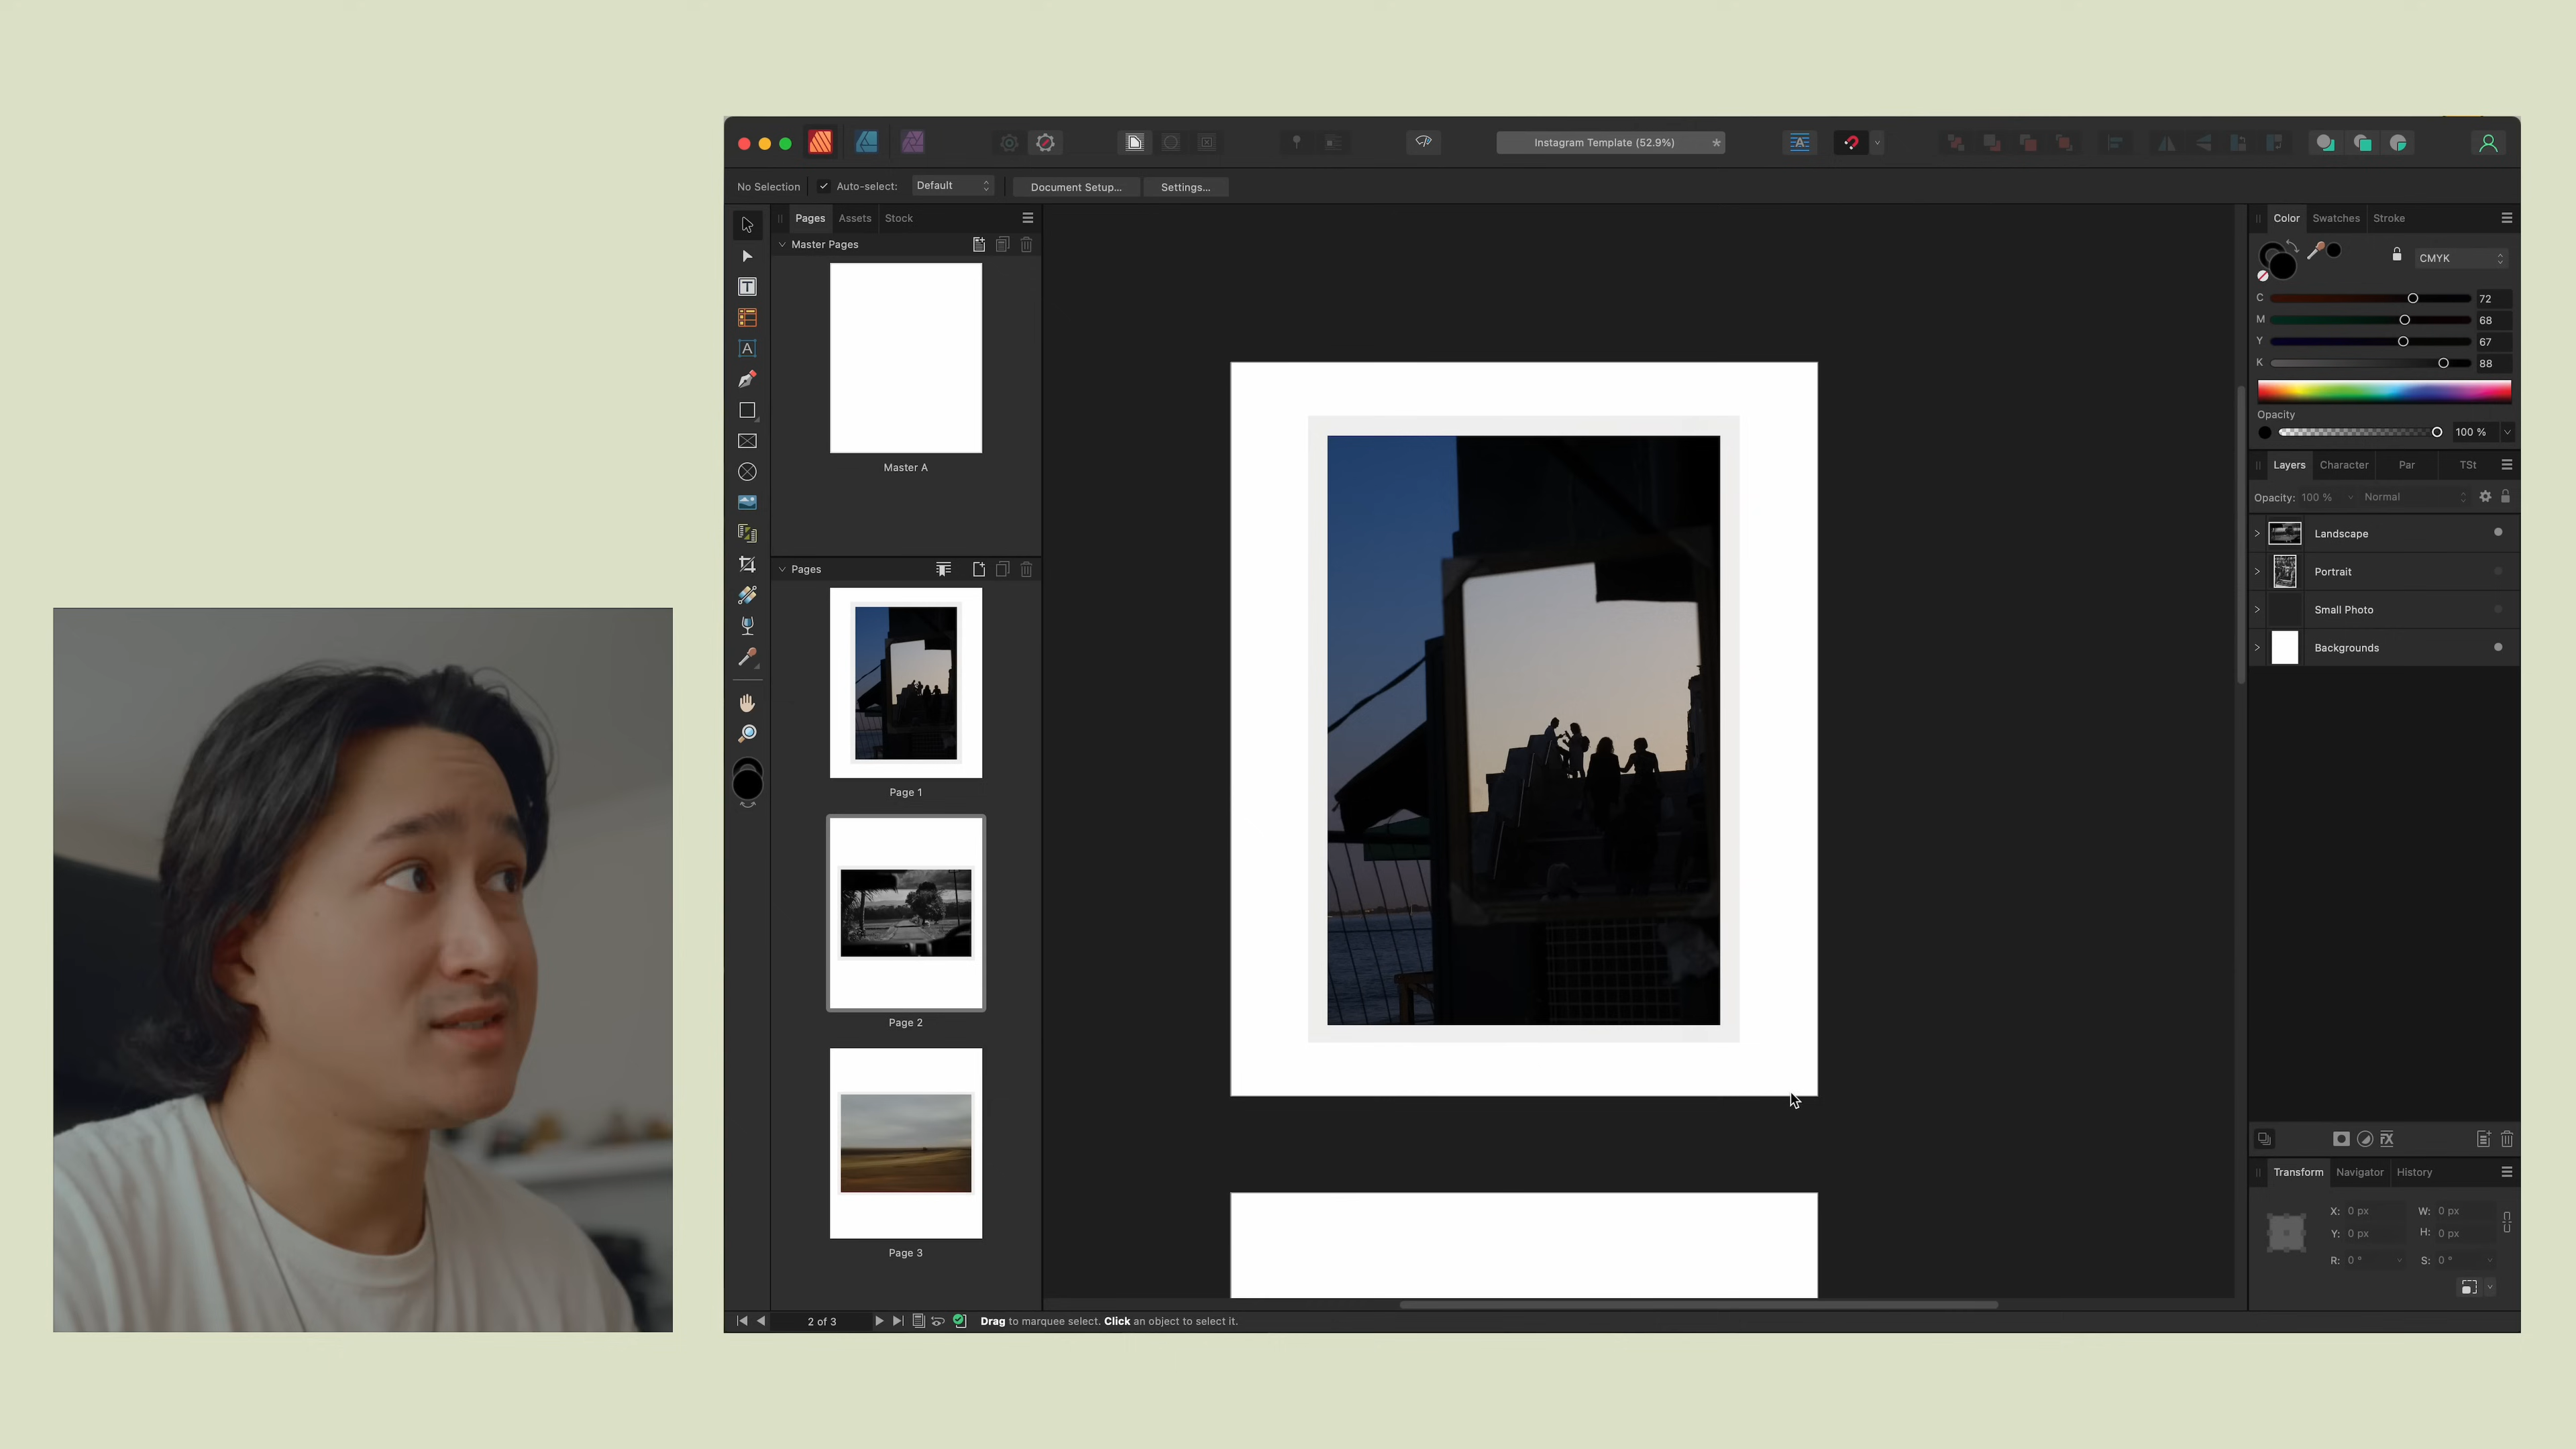 Instagram Template (52.9%)
*
No Selection
Auto-select:
Default
Document Setup...
Settings...
Pages
Assets
Stock
Master Pages
Master A
Pages
Page 1
Page 2
Page 3
2 of 3
Drag to marquee select. Click an object to select it.
Color
Swatches
Stroke
CMYK
C
72
M
68
Y
67
K
88
Opacity
100 %
Layers
Character
Par
TSt
Opacity: 100 %
Normal
Landscape
Portrait
Small Photo
Backgrounds
Transform
Navigator
History
X: 0 px
W: 0 px
Y: 0 px
H: 0 px
R: 0 °
S: 0 °